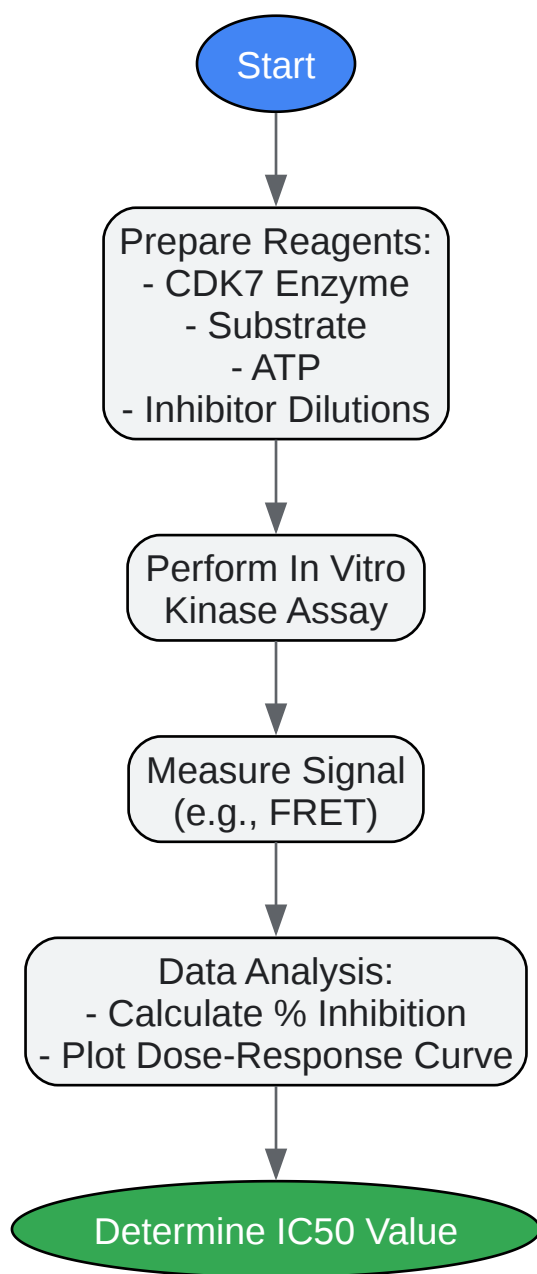 Start
Prepare Reagents:
- CDK7 Enzyme
- Substrate
- ATP
- Inhibitor Dilutions
Perform In Vitro
Kinase Assay
Measure Signal
(e.g., FRET)
Data Analysis:
- Calculate % Inhibition
- Plot Dose-Response Curve
Determine IC50 Value